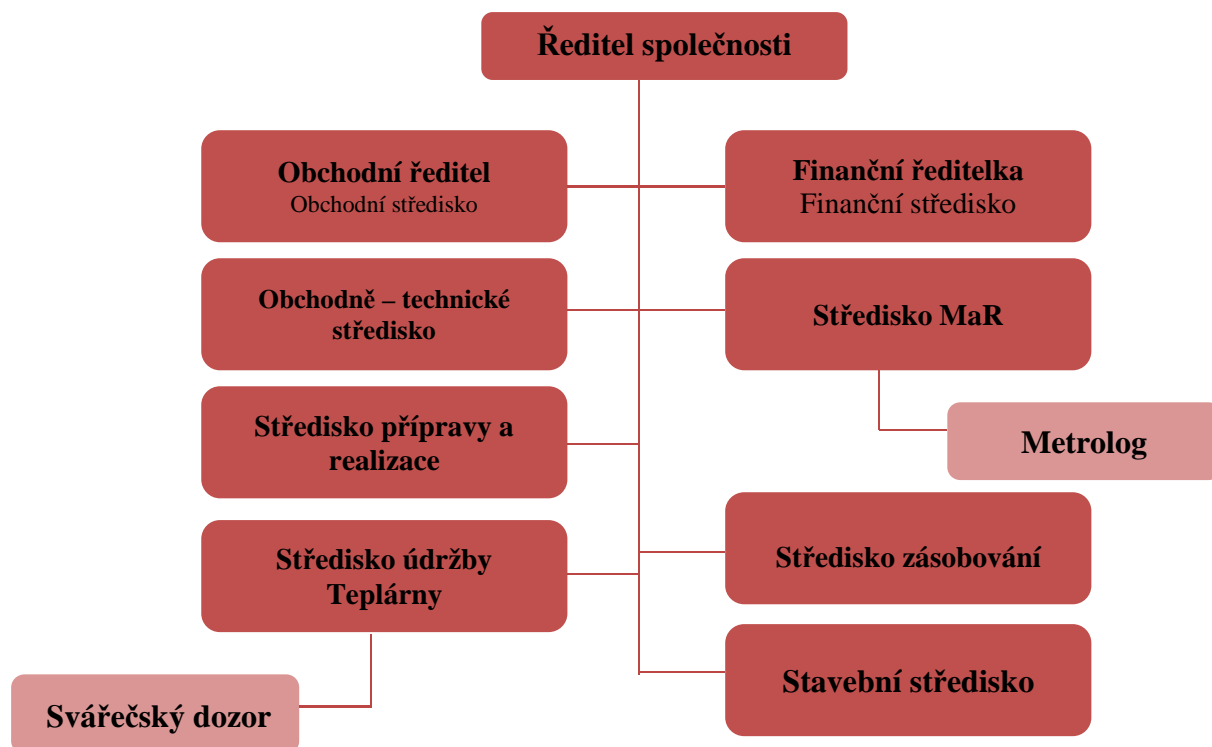 Ředitel společnosti
Obchodní ředitel
Obchodní středisko
Finanční ředitelka
Finanční středisko
Obchodně – technické
středisko
Středisko MaR
Středisko přípravy a
realizace
Metrolog
Středisko údržby
Teplárny
Středisko zásobování
Stavební středisko
Svářečský dozor